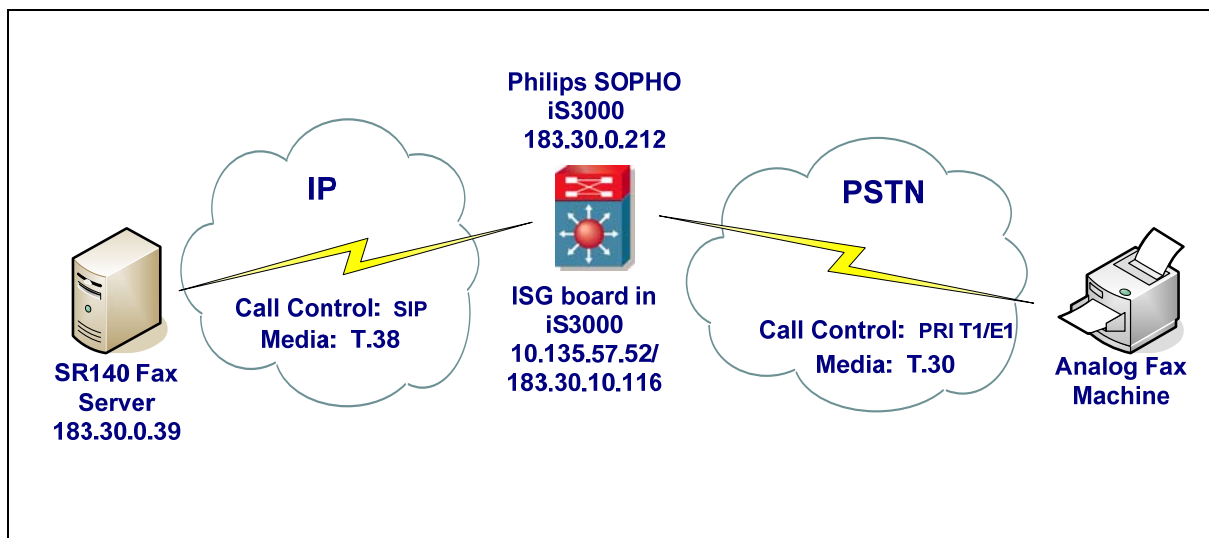 Philips SOPHO
iS3000
183.30.0.212
IP
PSTN
Call Control: SIP
Media: T.38
SR140 Fax
Server
183.30.0.39
ISG board in
iS3000
10.135.57.52/
183.30.10.116
Call Control: PRI T1/E1
Media: T.30
Analog Fax
Machine